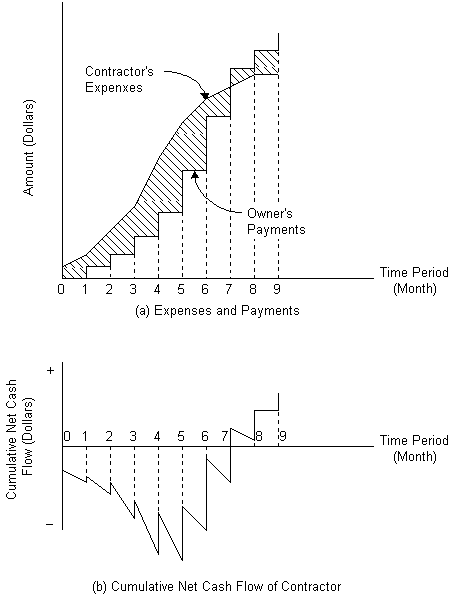 Contractor's
Expenxes
Amount (Dollars)
Owner's
Payments
0 1 2 3 4 5 6 7 8 9
Time Period
(Month)
(a) Expenses and Payments
+
Cumulative Net Cash
Flow (Dollars)
0 1 2 3 4 5 6 7 8 9
Time Period
(Month)
–
(b) Cumulative Net Cash Flow of Contractor